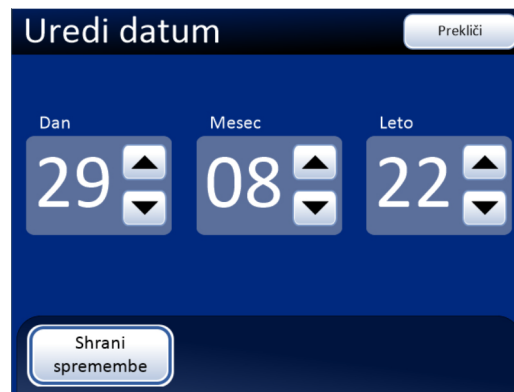 Uredi datum
Prekliči
Dan Mesec Leto
29 08 22
Shrani
spremembe